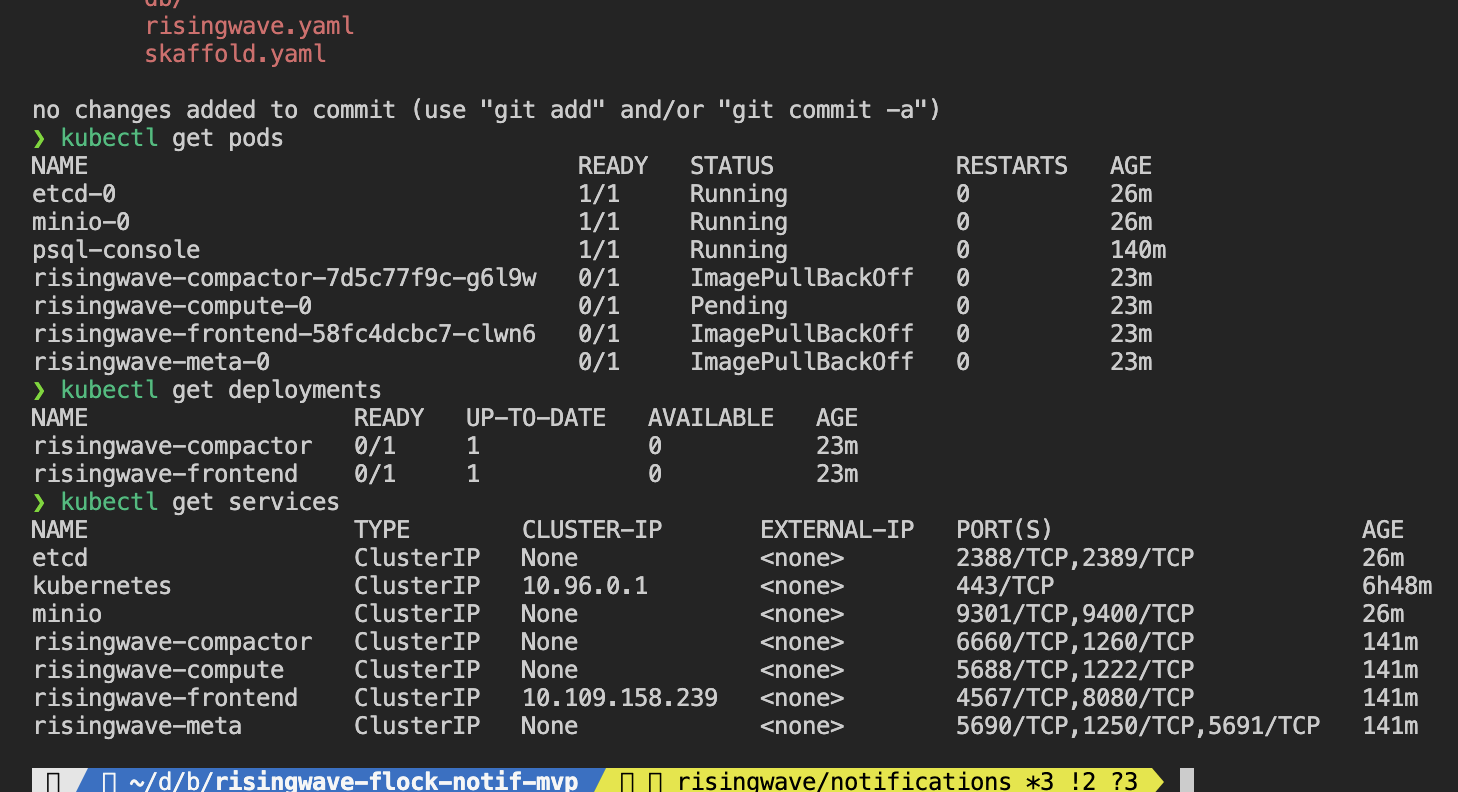 db/
risingwave.yaml
skaffold.yaml
no changes added to commit (use "git add" and/or "git commit -a")
❯ kubectl get pods
NAME READY STATUS RESTARTS AGE
etcd-0 1/1 Running 0 26m
minio-0 1/1 Running 0 26m
psql-console 1/1 Running 0 140m
risingwave-compactor-7d5c77f9c-g6l9w 0/1 ImagePullBackOff 0 23m
risingwave-compute-0 0/1 Pending 0 23m
risingwave-frontend-58fc4dcbc7-clwn6 0/1 ImagePullBackOff 0 23m
risingwave-meta-0 0/1 ImagePullBackOff 0 23m
❯ kubectl get deployments
NAME READY UP-TO-DATE AVAILABLE AGE
risingwave-compactor 0/1 1 0 23m
risingwave-frontend 0/1 1 0 23m
❯ kubectl get services
NAME TYPE CLUSTER-IP EXTERNAL-IP PORT(S) AGE
etcd ClusterIP None <none> 2388/TCP,2389/TCP 26m
kubernetes ClusterIP 10.96.0.1 <none> 443/TCP 6h48m
minio ClusterIP None <none> 9301/TCP,9400/TCP 26m
risingwave-compactor ClusterIP None <none> 6660/TCP,1260/TCP 141m
risingwave-compute ClusterIP None <none> 5688/TCP,1222/TCP 141m
risingwave-frontend ClusterIP 10.109.158.239 <none> 4567/TCP,8080/TCP 141m
risingwave-meta ClusterIP None <none> 5690/TCP,1250/TCP,5691/TCP 141m
~/d/b/risingwave-flock-notif-mvp risingwave/notifications *3 !2 ?3